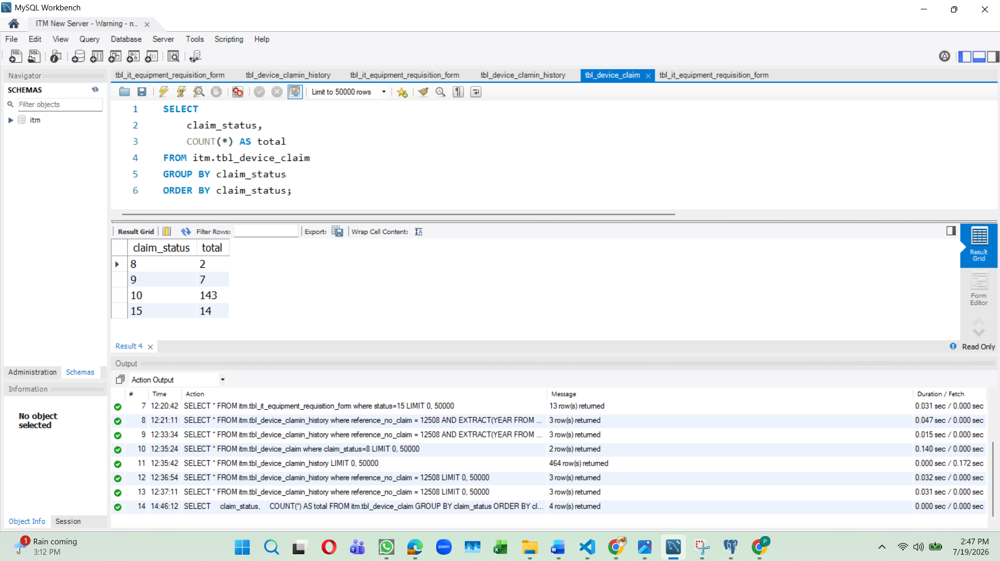 MySQL Workbench
ITM New Server - Warning - n...
File Edit View Query Database Server Tools Scripting Help
Navigator
SCHEMAS
Filter objects
itm
tbl_it_equipment_requisition_form tbl_device_clamin_history tbl_it_equipment_requisition_form tbl_device_clamin_history tbl_device_claim tbl_it_equipment_requisition_form
Limit to 50000 rows
1 SELECT
2 claim_status,
3 COUNT(*) AS total
4 FROM itm.tbl_device_claim
5 GROUP BY claim_status
6 ORDER BY claim_status;
Result Grid Filter Rows: Export: Wrap Cell Content:
claim_status total
8 2
9 7
10 143
15 14
Result Grid
Form Editor
Result 4
Read Only
Administration Schemas
Information
No object selected
Object Info Session
Output
Action Output
# Time Action Message Duration / Fetch
7 12:20:42 SELECT * FROM itm.tbl_it_equipment_requisition_form where status=15 LIMIT 0, 50000 13 row(s) returned 0.031 sec / 0.000 sec
8 12:21:11 SELECT * FROM itm.tbl_device_clamin_history where reference_no_claim = 12508 AND EXTRACT(YEAR FROM ... 3 row(s) returned 0.047 sec / 0.000 sec
9 12:33:34 SELECT * FROM itm.tbl_device_clamin_history where reference_no_claim = 12508 AND EXTRACT(YEAR FROM ... 3 row(s) returned 0.015 sec / 0.000 sec
10 12:35:24 SELECT * FROM itm.tbl_device_claim where claim_status=8 LIMIT 0, 50000 2 row(s) returned 0.140 sec / 0.000 sec
11 12:35:42 SELECT * FROM itm.tbl_device_clamin_history LIMIT 0, 50000 464 row(s) returned 0.000 sec / 0.172 sec
12 12:36:54 SELECT * FROM itm.tbl_device_clamin_history where reference_no_claim = 12508 LIMIT 0, 50000 3 row(s) returned 0.032 sec / 0.000 sec
13 12:37:11 SELECT * FROM itm.tbl_device_clamin_history where reference_no_claim = 12508 LIMIT 0, 50000 3 row(s) returned 0.031 sec / 0.000 sec
14 14:46:12 SELECT claim_status, COUNT(*) AS total FROM itm.tbl_device_claim GROUP BY claim_status ORDER BY cl... 4 row(s) returned 0.000 sec / 0.000 sec
1
Rain coming
3:12 PM
zoom
P
2:47 PM
7/19/2026